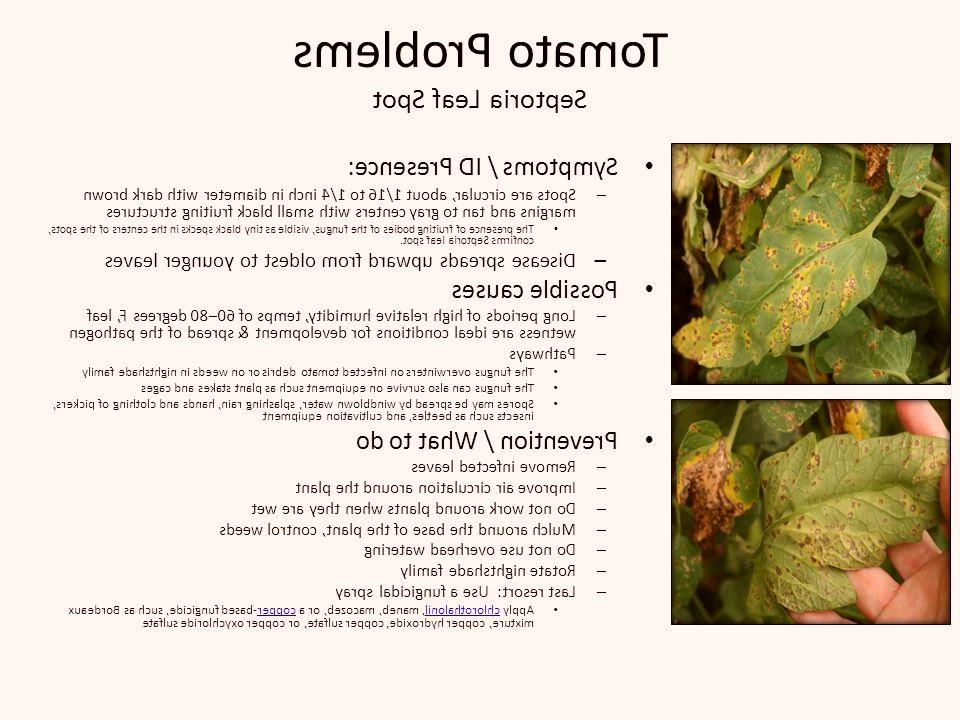 Tomato Problems
Septoria Leaf Spot
• Symptoms / ID Presence:
– Spots are circular, about 1/16 to 1/4 inch in diameter with dark brown
margins and tan to gray centers with small black fruiting structures
• The presence of fruiting bodies of the fungus, visible as tiny black specks in the centers of the spots,
confirms Septoria leaf spot.
– Disease spreads upward from oldest to younger leaves
• Possible causes
– Long periods of high relative humidity, temps of 60–80 degrees F, leaf
wetness are ideal conditions for development & spread of the pathogen
– Pathways
• The fungus overwinters on infected tomato debris or on weeds in nightshade family
• The fungus can also survive on equipment such as plant stakes and cages
• Spores may be spread by windblown water, splashing rain, hands and clothing of pickers,
insects such as beetles, and cultivation equipment
• Prevention / What to do
– Remove infected leaves
– Improve air circulation around the plant
– Do not work around plants when they are wet
– Mulch around the base of the plant, control weeds
– Do not use overhead watering
– Rotate nightshade family
– Last resort: Use a fungicidal spray
• Apply chlorothalonil, maneb, macozeb, or a copper-based fungicide, such as Bordeaux
mixture, copper hydroxide, copper sulfate, or copper oxychloride sulfate